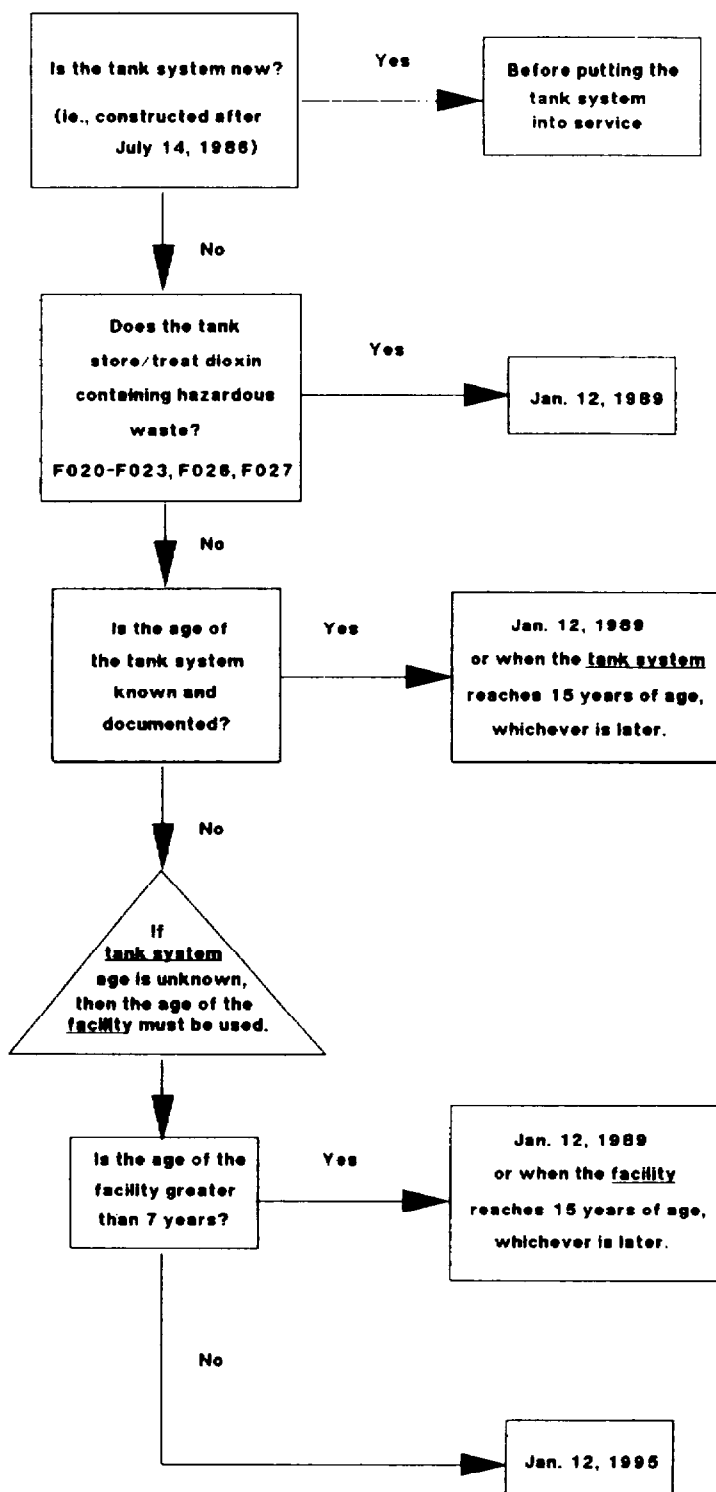 Is the tank system new?
(ie., constructed after
July 14, 1986)
Yes
Before putting the
tank system
into service
No
Does the tank
store/treat dioxin
containing hazardous
waste?
F020-F023, F026, F027
Yes
Jan. 12, 1989
No
Is the age of
the tank system
known and
documented?
Yes
Jan. 12, 1989
or when the tank system
reaches 15 years of age,
whichever is later.
No
If
tank system
age is unknown,
then the age of the
facility must be used.
Is the age of the
facility greater
than 7 years?
Yes
Jan. 12, 1989
or when the facility
reaches 15 years of age,
whichever is later.
No
Jan. 12, 1995